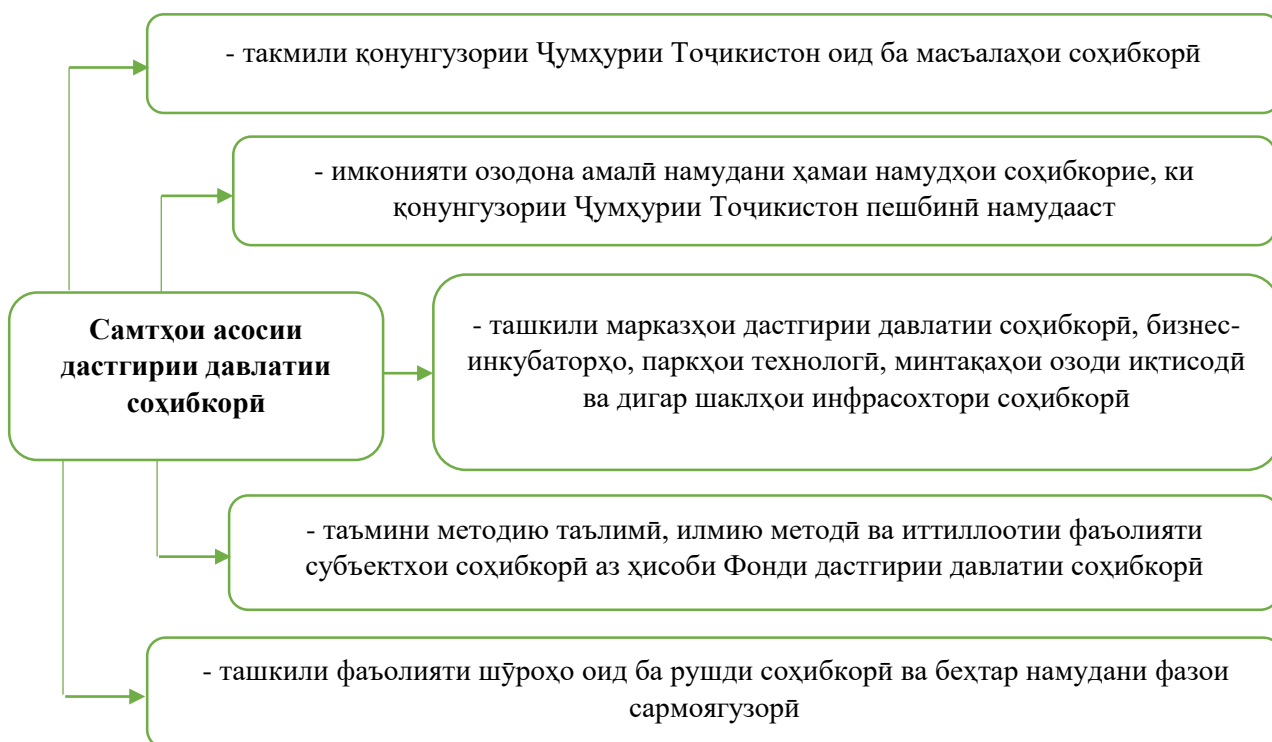 - такмили қонунгузории Ҷумҳурии Тоҷикистон оид ба масъалаҳои соҳибкорӣ
- имконияти озодона амалӣ намудани ҳамаи намудҳои соҳибкорие, ки
қонунгузории Ҷумҳурии Тоҷикистон пешбинӣ намудааст
Самтҳои асосии
дастгирии давлатии
соҳибкорӣ
- ташкили марказҳои дастгирии давлатии соҳибкорӣ, бизнес-
инкубаторҳо, паркҳои технологӣ, минтақаҳои озоди иқтисодӣ
ва дигар шаклҳои инфрасохтори соҳибкорӣ
- таъмини методию таълимӣ, илмию методӣ ва иттиллоотии фаъолияти
субъектхои соҳибкорӣ аз ҳисоби Фонди дастгирии давлатии соҳибкорӣ
- ташкили фаъолияти шӯроҳо оид ба рушди соҳибкорӣ ва беҳтар намудани фазои
сармоягузорӣ